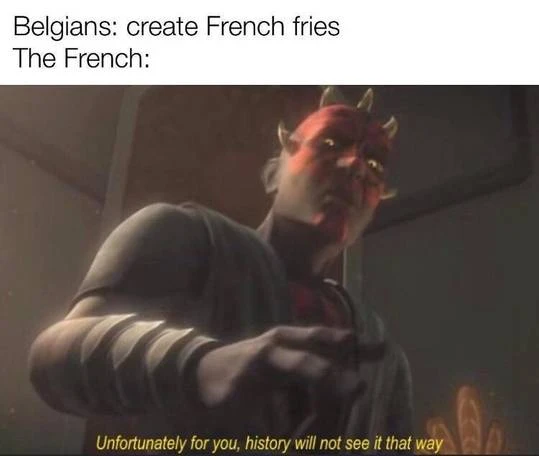 Belgians: create French fries
The French:
Unfortunately for you, history will not see it that way